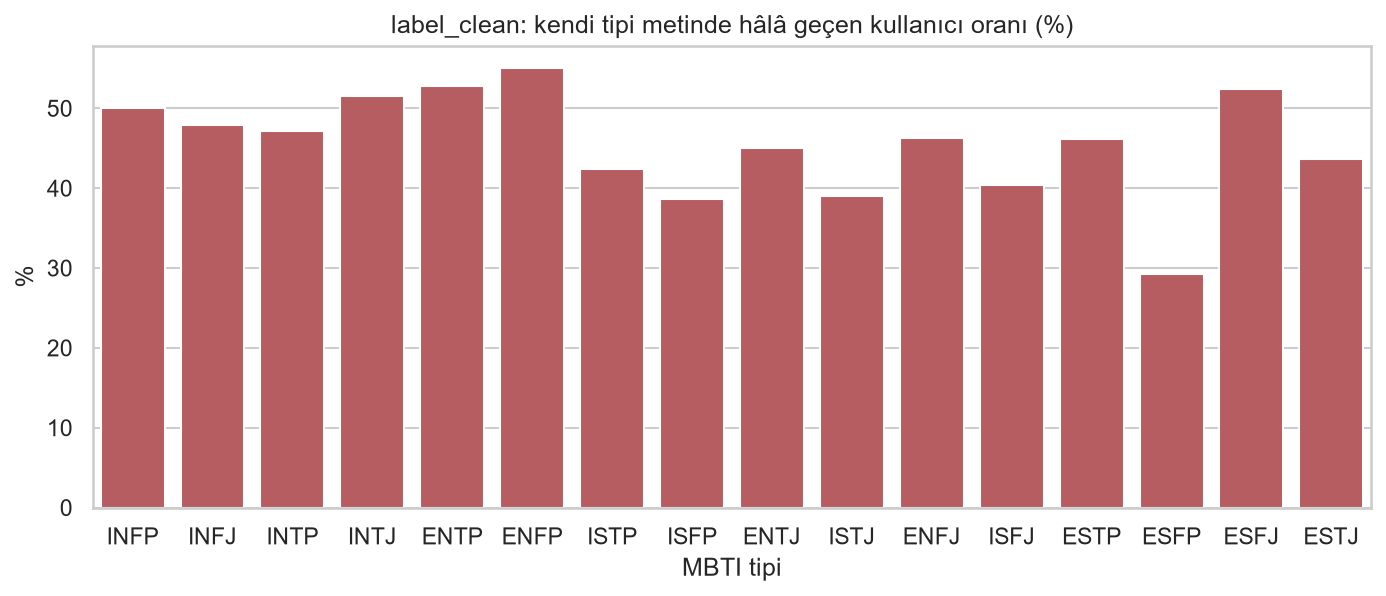 label_clean: kendi tipi metinde hâlâ geçen kullanıcı oranı (%)
%
50
40
30
20
10
0
INFP INFJ INTP INTJ ENTP ENFP ISTP ISFP ENTJ ISTJ ENFJ ISFJ ESTP ESFP ESFJ ESTJ
MBTI tipi